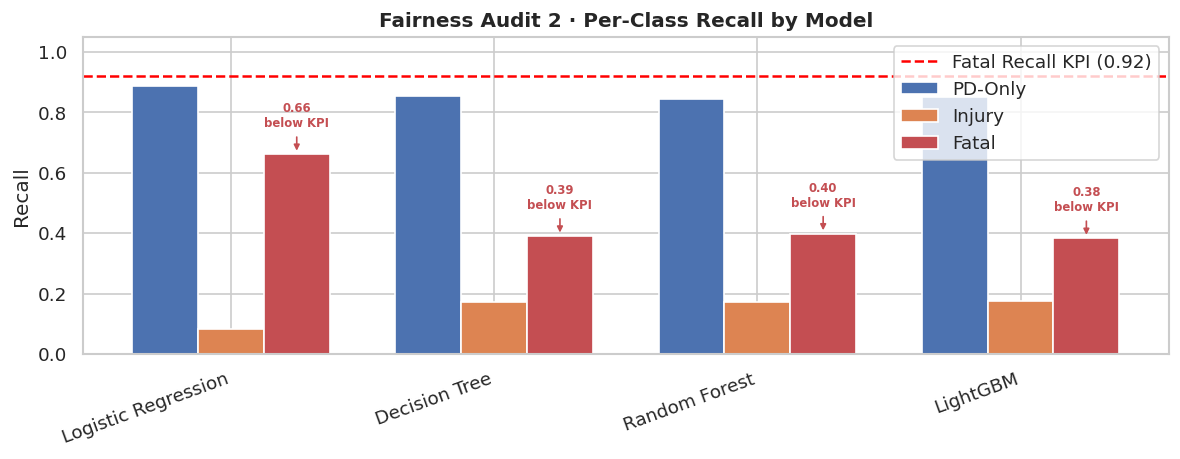 Fairness Audit 2 · Per-Class Recall by Model
Recall
1.0
0.8
0.6
0.4
0.2
0.0
Fatal Recall KPI (0.92)
PD-Only
Injury
Fatal
0.66
below KPI
0.39
below KPI
0.40
below KPI
0.38
below KPI
Logistic Regression
Decision Tree
Random Forest
LightGBM